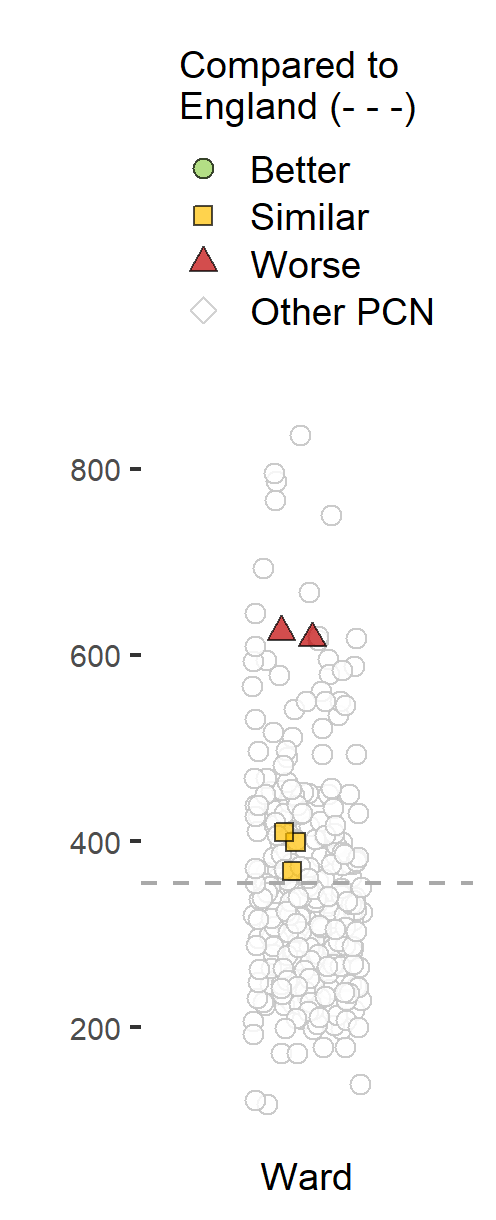 Compared to
England (- - -)
Better
Similar
Worse
Other PCN
800
600
400
200
Ward